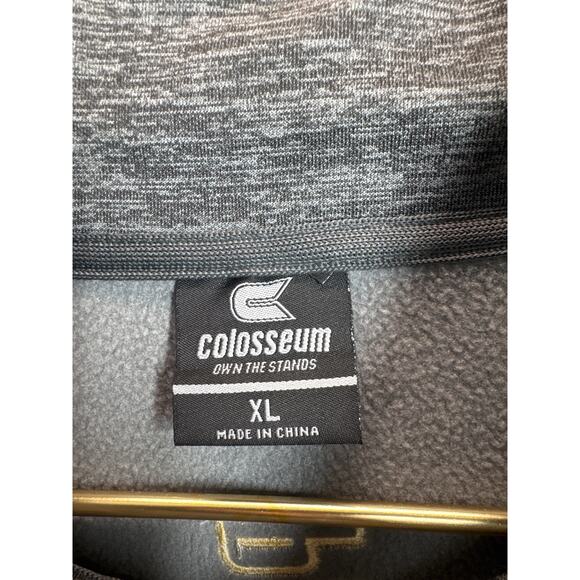 colosseum
OWN THE STANDS
XL
MADE IN CHINA